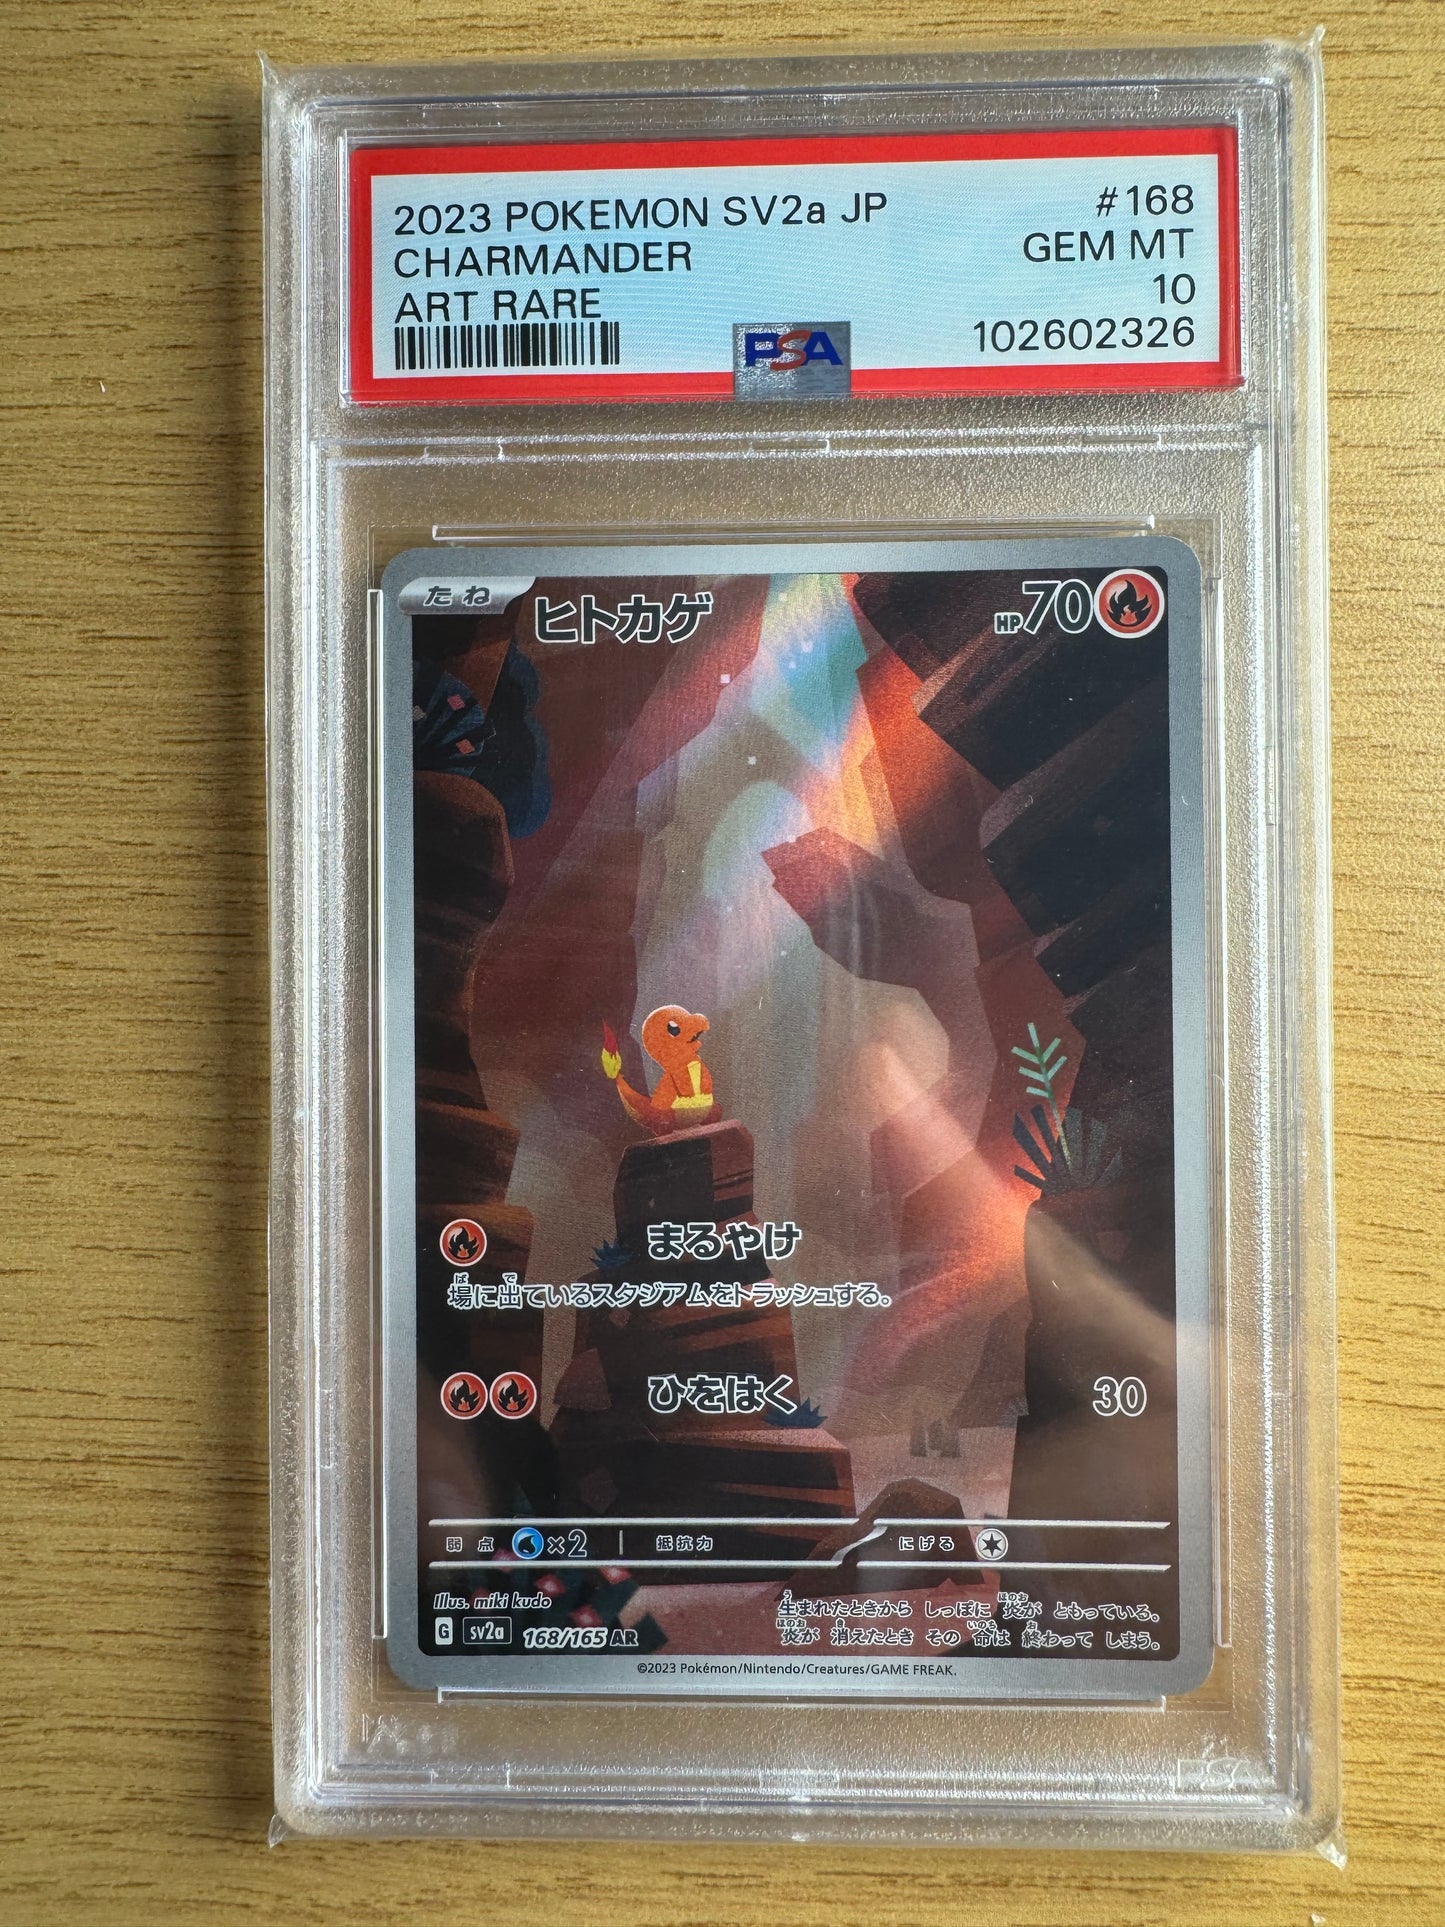 2023 POKEMON SV2a JP #168
CHARMANDER GEM MT
ART RARE 10
PSA 102602326
たね ヒトカゲ HP70
まるやけ
場に出ているスタジアムをトラッシュする。
ひをはく 30
弱点 ×2 抵抗力 にげる
Illus. miki kudo
生まれたときから しっぽに 炎が ともっている。
炎が 消えたとき その 命は 終わって しまう。
G sv2a 168/165 AR
©2023 Pokémon/Nintendo/Creatures/GAME FREAK.